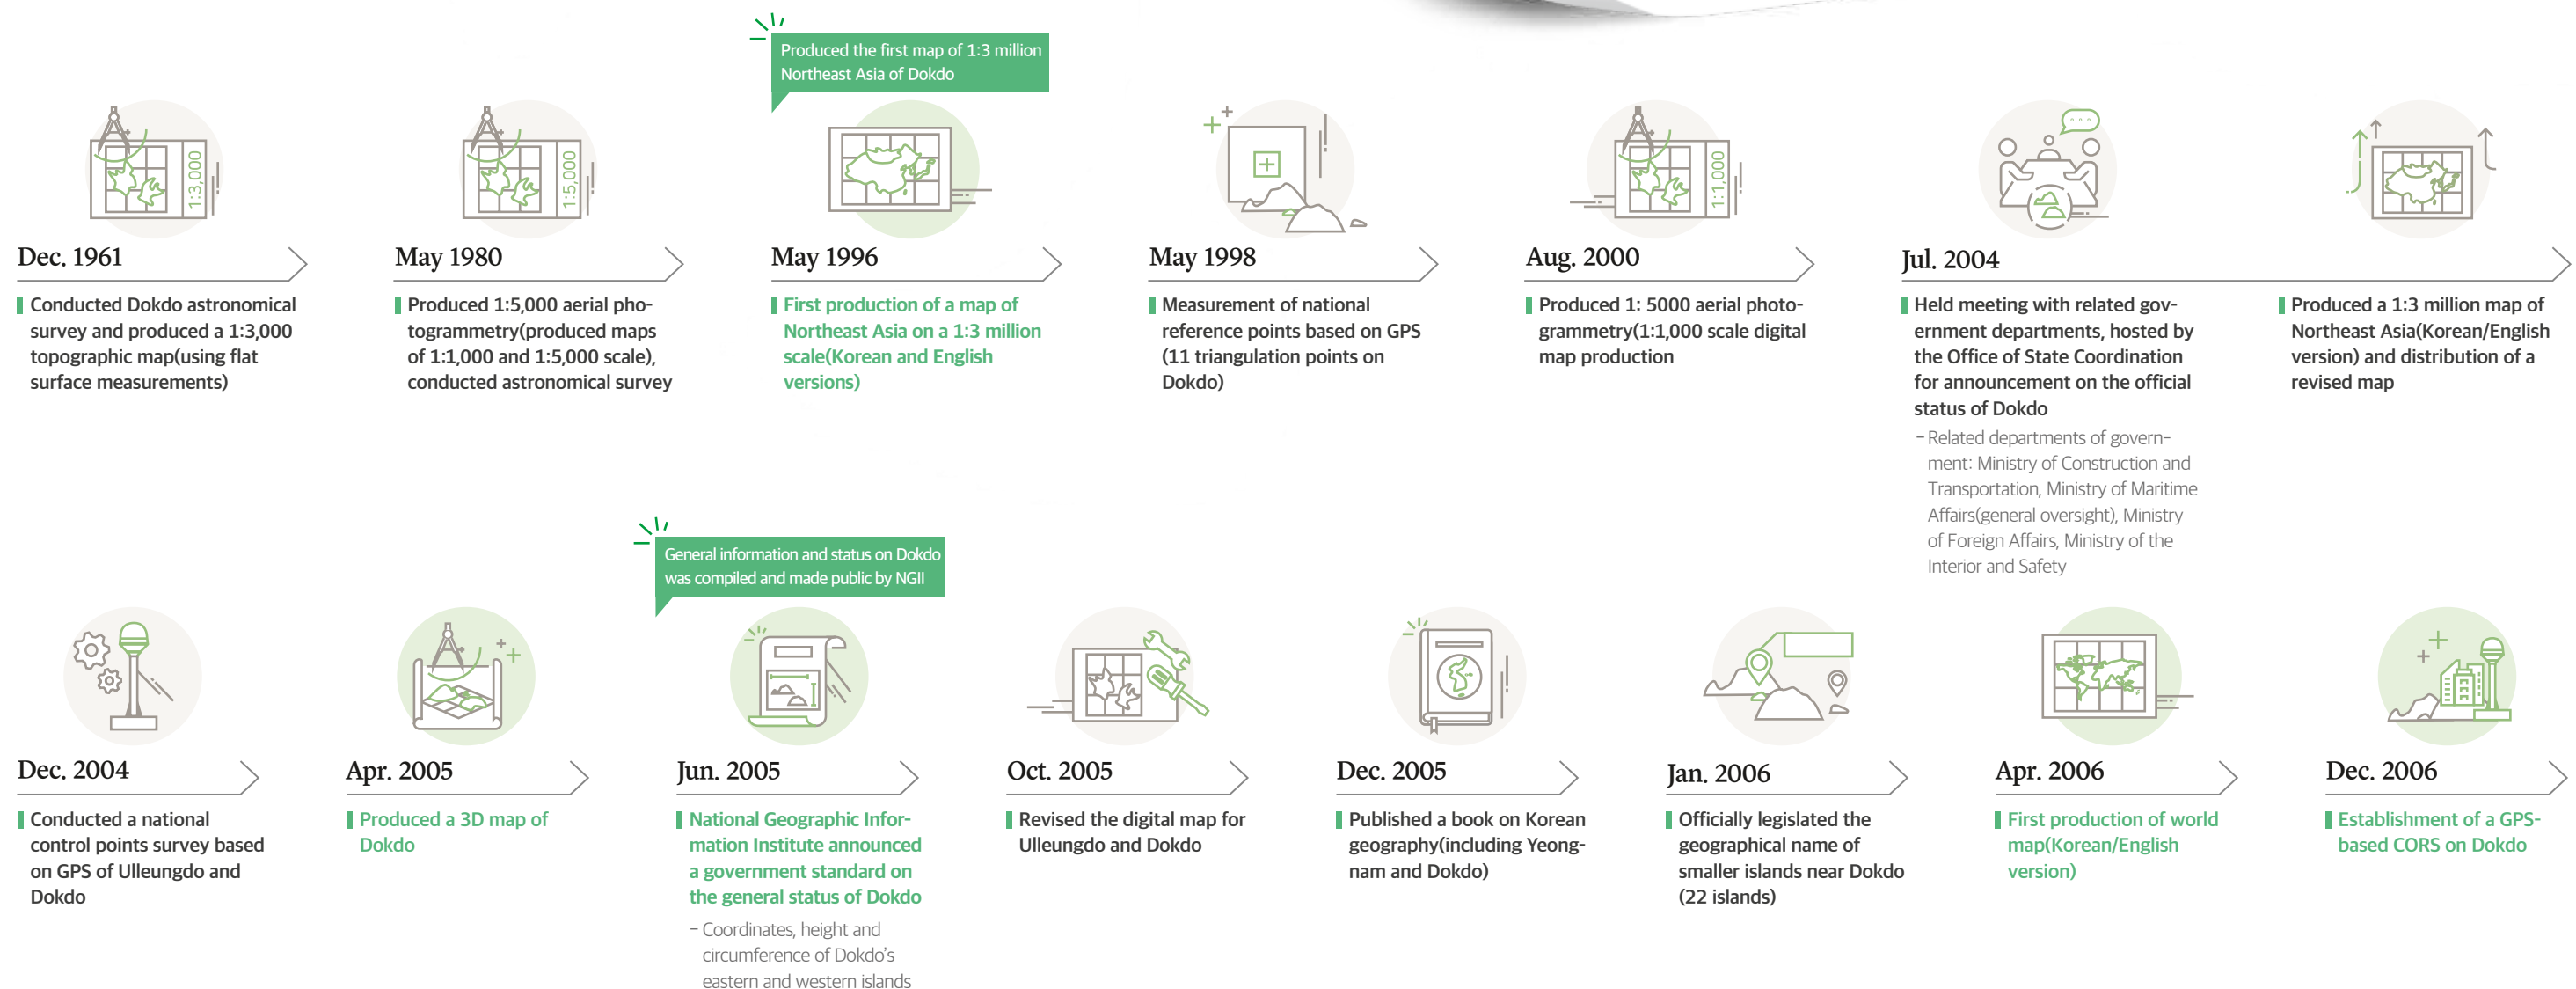 Produced the first map of 1:3 million
Northeast Asia of Dokdo
1:3,000
Dec. 1961
Conducted Dokdo astronomical
survey and produced a 1:3,000
topographic map(using flat
surface measurements)
1:5,000
May 1980
Produced 1:5,000 aerial pho-
togrammetry(produced maps
of 1:1,000 and 1:5,000 scale),
conducted astronomical survey
May 1996
First production of a map of
Northeast Asia on a 1:3 million
scale(Korean and English
versions)
May 1998
Measurement of national
reference points based on GPS
(11 triangulation points on
Dokdo)
1:1,000
Aug. 2000
Produced 1: 5000 aerial photo-
grammetry(1:1,000 scale digital
map production
Jul. 2004
Held meeting with related gov-
ernment departments, hosted by
the Office of State Coordination
for announcement on the official
status of Dokdo
– Related departments of govern-
ment: Ministry of Construction and
Transportation, Ministry of Maritime
Affairs(general oversight), Ministry
of Foreign Affairs, Ministry of the
Interior and Safety
Produced a 1:3 million map of
Northeast Asia(Korean/English
version) and distribution of a
revised map
General information and status on Dokdo
was compiled and made public by NGII
Dec. 2004
Conducted a national
control points survey based
on GPS of Ulleungdo and
Dokdo
Apr. 2005
Produced a 3D map of
Dokdo
Jun. 2005
National Geographic Infor-
mation Institute announced
a government standard on
the general status of Dokdo
– Coordinates, height and
circumference of Dokdo's
eastern and western islands
Oct. 2005
Revised the digital map for
Ulleungdo and Dokdo
Dec. 2005
Published a book on Korean
geography(including Yeong-
nam and Dokdo)
Jan. 2006
Officially legislated the
geographical name of
smaller islands near Dokdo
(22 islands)
Apr. 2006
First production of world
map(Korean/English
version)
Dec. 2006
Establishment of a GPS-
based CORS on Dokdo